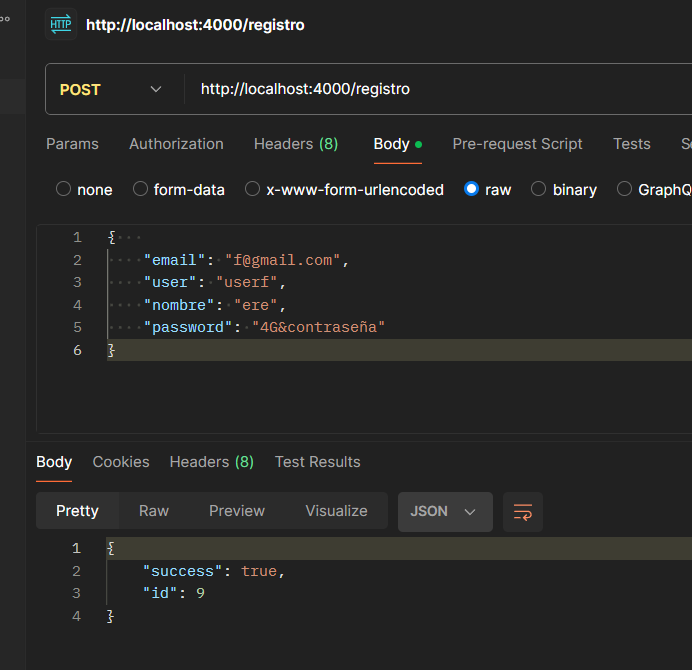 HTTP http://localhost:4000/registro
POST http://localhost:4000/registro
Params Authorization Headers (8) Body Pre-request Script Tests
none form-data x-www-form-urlencoded raw binary GraphQ
1 {
2 "email": "f@gmail.com",
3 "user": "userf",
4 "nombre": "ere",
5 "password": "4G&contraseña"
6 }
Body Cookies Headers (8) Test Results
Pretty Raw Preview Visualize JSON
1 {
2 "success": true,
3 "id": 9
4 }